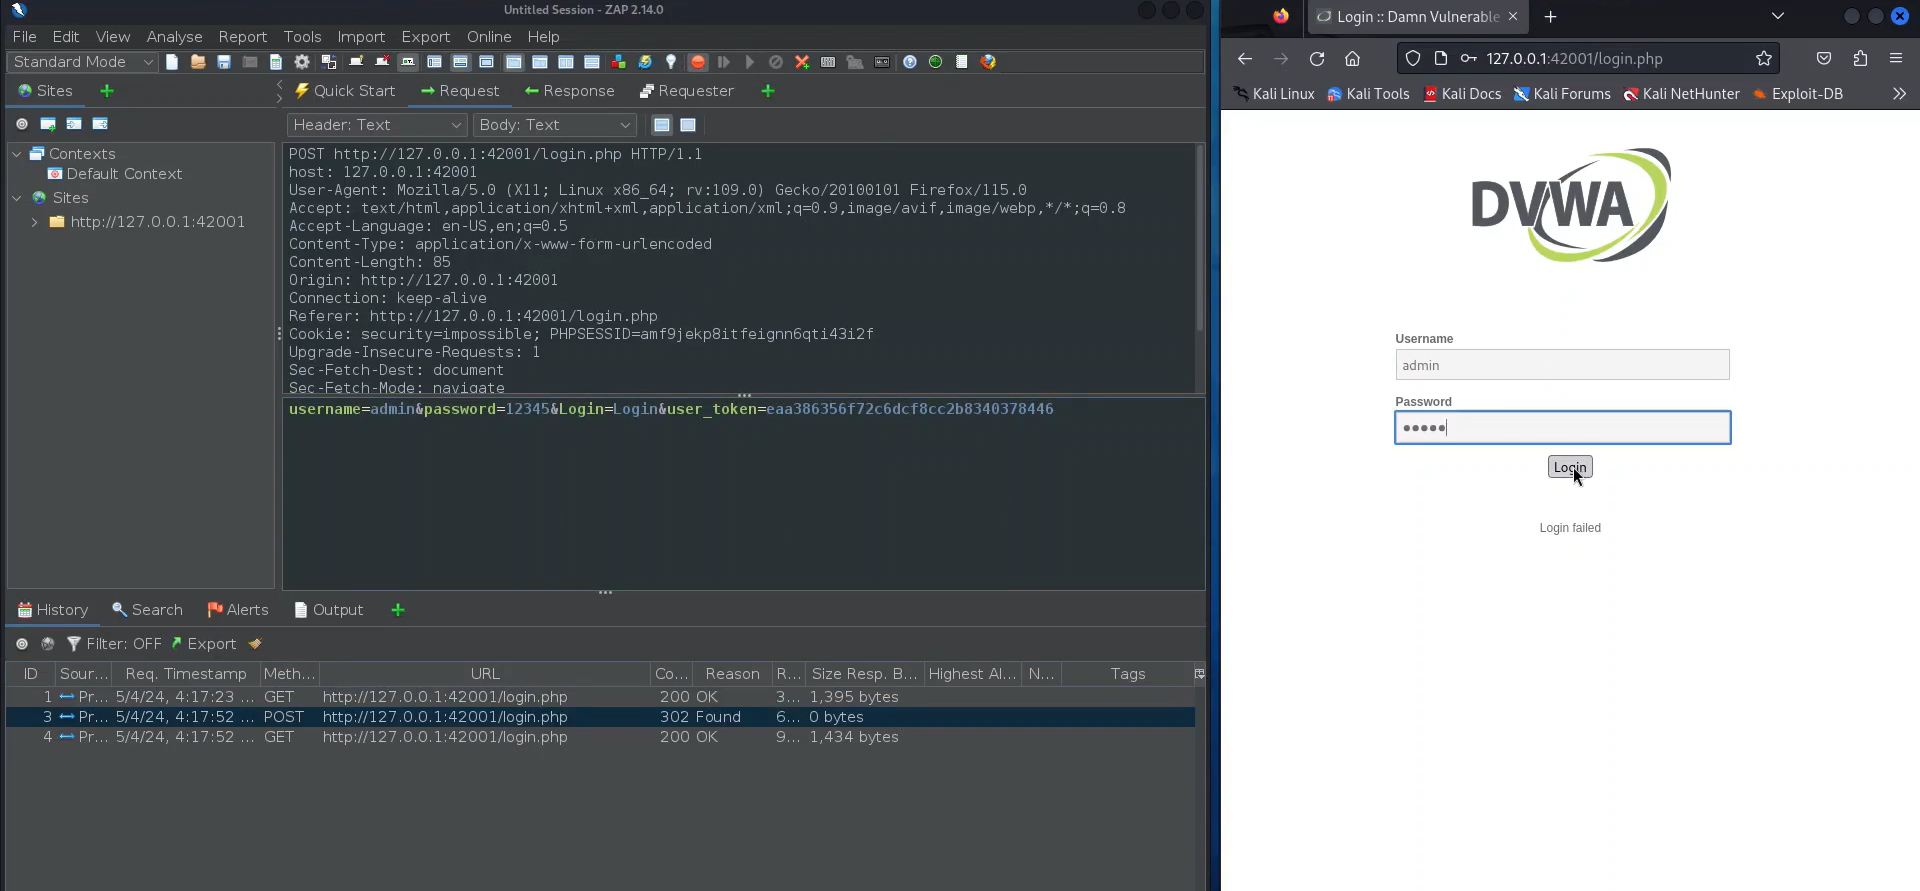 Untitled Session - ZAP 2.14.0
File Edit View Analyse Report Tools Import Export Online Help
Standard Mode
Sites
Quick Start Request Response Requester
Header: Text Body: Text
Contexts
Default Context
Sites
http://127.0.0.1:42001
POST http://127.0.0.1:42001/login.php HTTP/1.1
host: 127.0.0.1:42001
User-Agent: Mozilla/5.0 (X11; Linux x86_64; rv:109.0) Gecko/20100101 Firefox/115.0
Accept: text/html,application/xhtml+xml,application/xml;q=0.9,image/avif,image/webp,*/*;q=0.8
Accept-Language: en-US,en;q=0.5
Content-Type: application/x-www-form-urlencoded
Content-Length: 85
Origin: http://127.0.0.1:42001
Connection: keep-alive
Referer: http://127.0.0.1:42001/login.php
Cookie: security=impossible; PHPSESSID=amf9jekp8itfeignn6qti43i2f
Upgrade-Insecure-Requests: 1
Sec-Fetch-Dest: document
Sec-Fetch-Mode: navigate
username=admin&password=12345&Login=Login&user_token=eaa386356f72c6dcf8cc2b8340378446
History Search Alerts Output
Filter: OFF Export
ID Sour... Req. Timestamp Meth... URL Co... Reason R... Size Resp. B... Highest Al... N... Tags
1 Pr... 5/4/24, 4:17:23 ... GET http://127.0.0.1:42001/login.php 200 OK 3... 1,395 bytes
3 Pr... 5/4/24, 4:17:52 ... POST http://127.0.0.1:42001/login.php 302 Found 6... 0 bytes
4 Pr... 5/4/24, 4:17:52 ... GET http://127.0.0.1:42001/login.php 200 OK 9... 1,434 bytes
Login :: Damn Vulnerable
127.0.0.1:42001/login.php
Kali Linux Kali Tools Kali Docs Kali Forums Kali NetHunter Exploit-DB
DVWA
Username
admin
Password
•••••
Login
Login failed